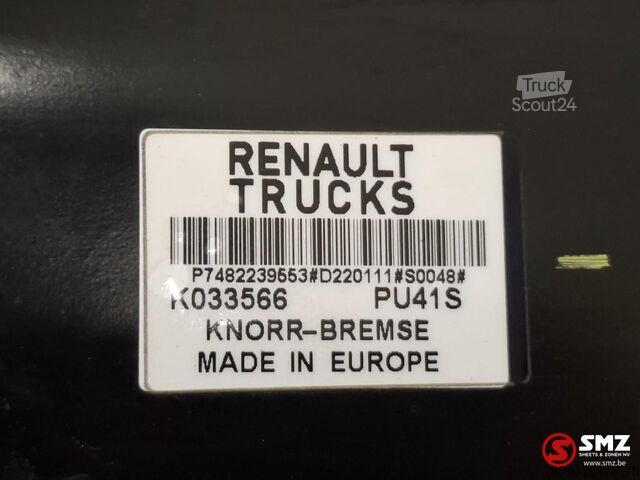 Truck
Scout24
RENAULT
TRUCKS
P7482239553#D220111#S0048#
K033566 PU41S
KNORR-BREMSE
MADE IN EUROPE
SMZ
SMEETS & ZONEN NV
www.smz.be